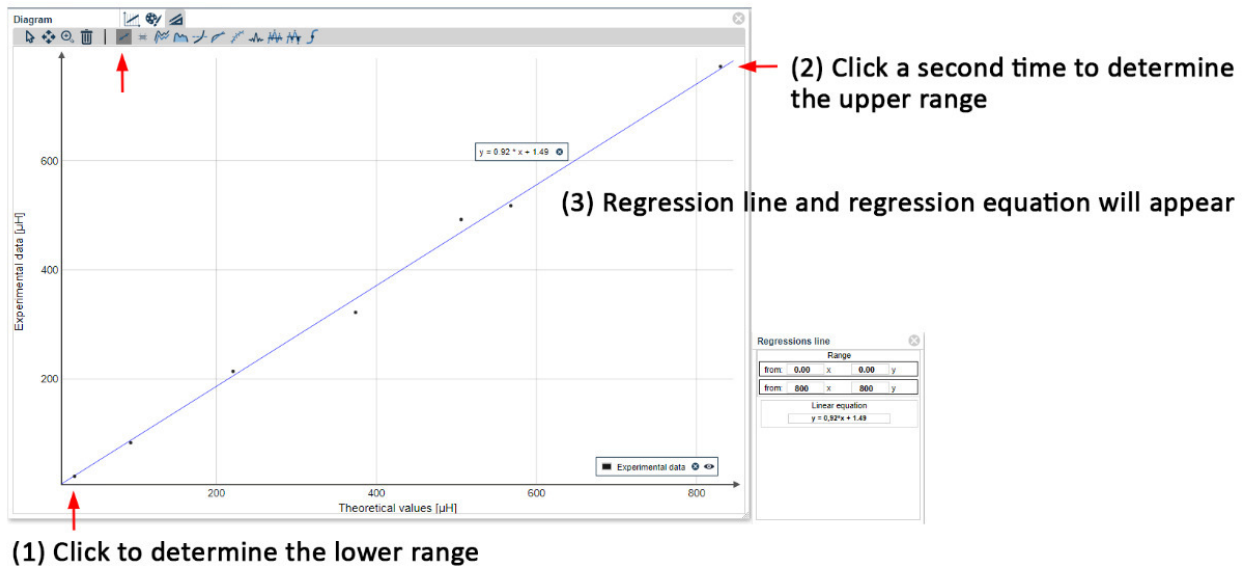 Diagram
(2) Click a second time to determine
the upper range
y = 0.92 * x + 1.49
(3) Regression line and regression equation will appear
600
400
200
Experimental data [µH]
Experimental data
200
400
600
800
Theoretical values [µH]
Regressions line
Range
from: 0.00 x 0.00 y
from: 800 x 800 y
Linear equation
y = 0,92*x + 1.49
(1) Click to determine the lower range